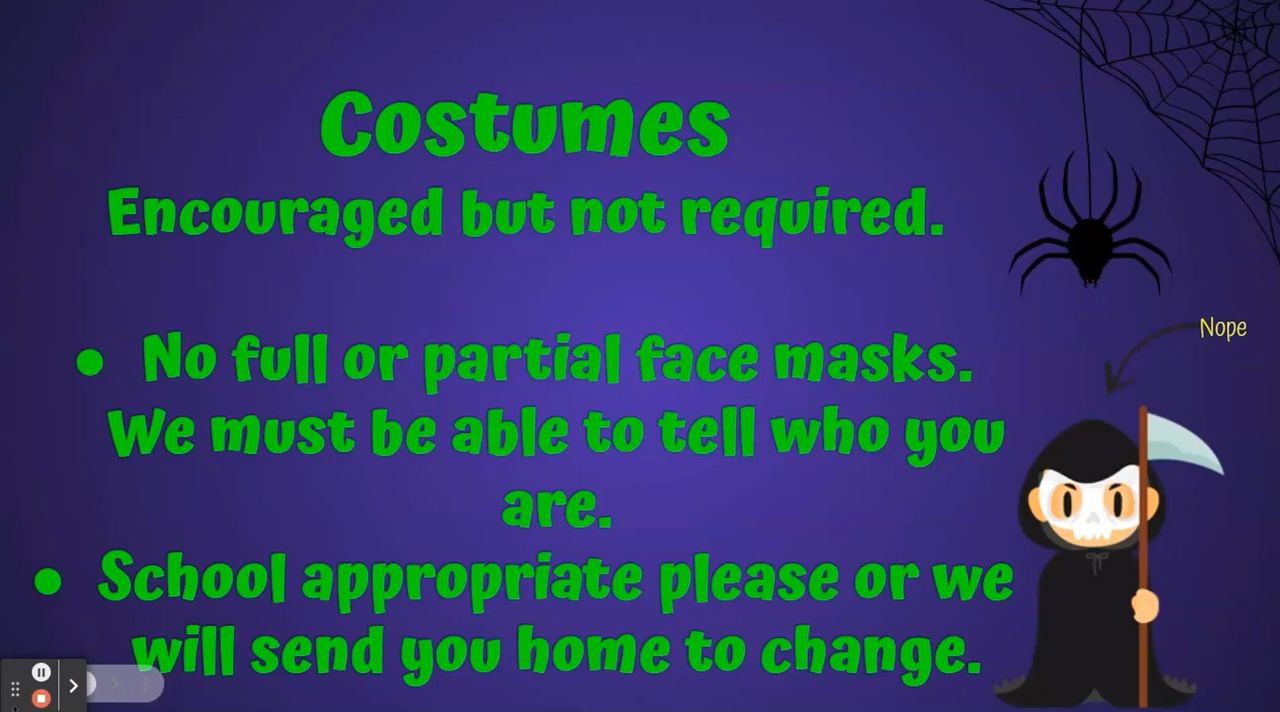 Costumes
Encouraged but not required.
Nope
• No full or partial face masks.
We must be able to tell who you
are.
• School appropriate please or we
will send you home to change.